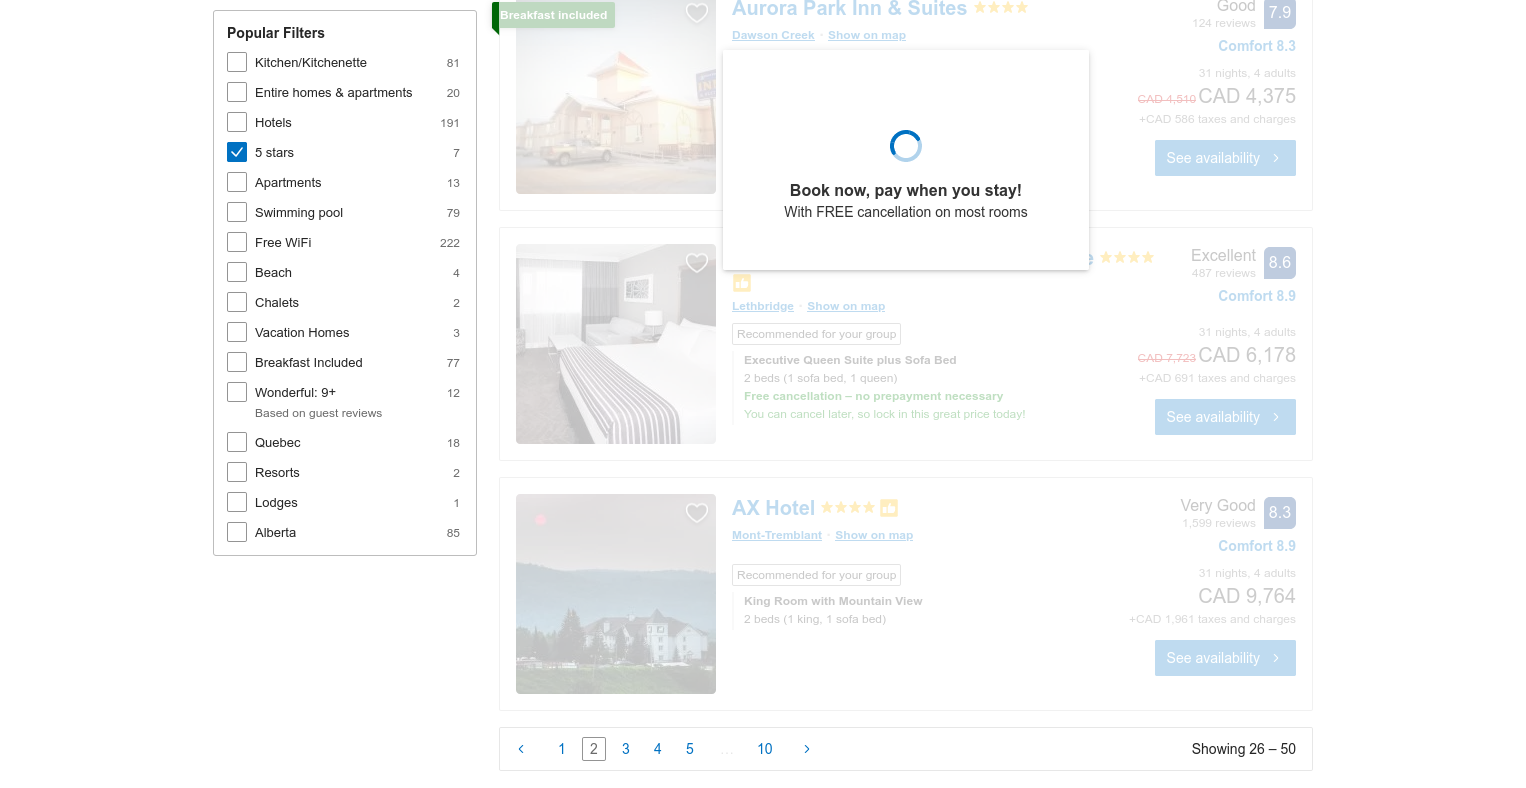 Popular Filters
Kitchen/Kitchenette 81
Entire homes & apartments 20
Hotels 191
5 stars 7
Apartments 13
Swimming pool 79
Free WiFi 222
Beach 4
Chalets 2
Vacation Homes 3
Breakfast Included 77
Wonderful: 9+ 12
Based on guest reviews
Quebec 18
Resorts 2
Lodges 1
Alberta 85
Breakfast included
Aurora Park Inn & Suites
Dawson Creek · Show on map
Good 7.9
124 reviews
Comfort 8.3
31 nights, 4 adults
CAD 4,510 CAD 4,375
+CAD 586 taxes and charges
See availability
Book now, pay when you stay!
With FREE cancellation on most rooms
Excellent 8.6
487 reviews
Comfort 8.9
Lethbridge · Show on map
Recommended for your group
Executive Queen Suite plus Sofa Bed
2 beds (1 sofa bed, 1 queen)
Free cancellation – no prepayment necessary
You can cancel later, so lock in this great price today!
31 nights, 4 adults
CAD 7,723 CAD 6,178
+CAD 691 taxes and charges
See availability
AX Hotel
Mont-Tremblant · Show on map
Very Good 8.3
1,599 reviews
Comfort 8.9
Recommended for your group
King Room with Mountain View
2 beds (1 king, 1 sofa bed)
31 nights, 4 adults
CAD 9,764
+CAD 1,961 taxes and charges
See availability
1 2 3 4 5 … 10
Showing 26 – 50